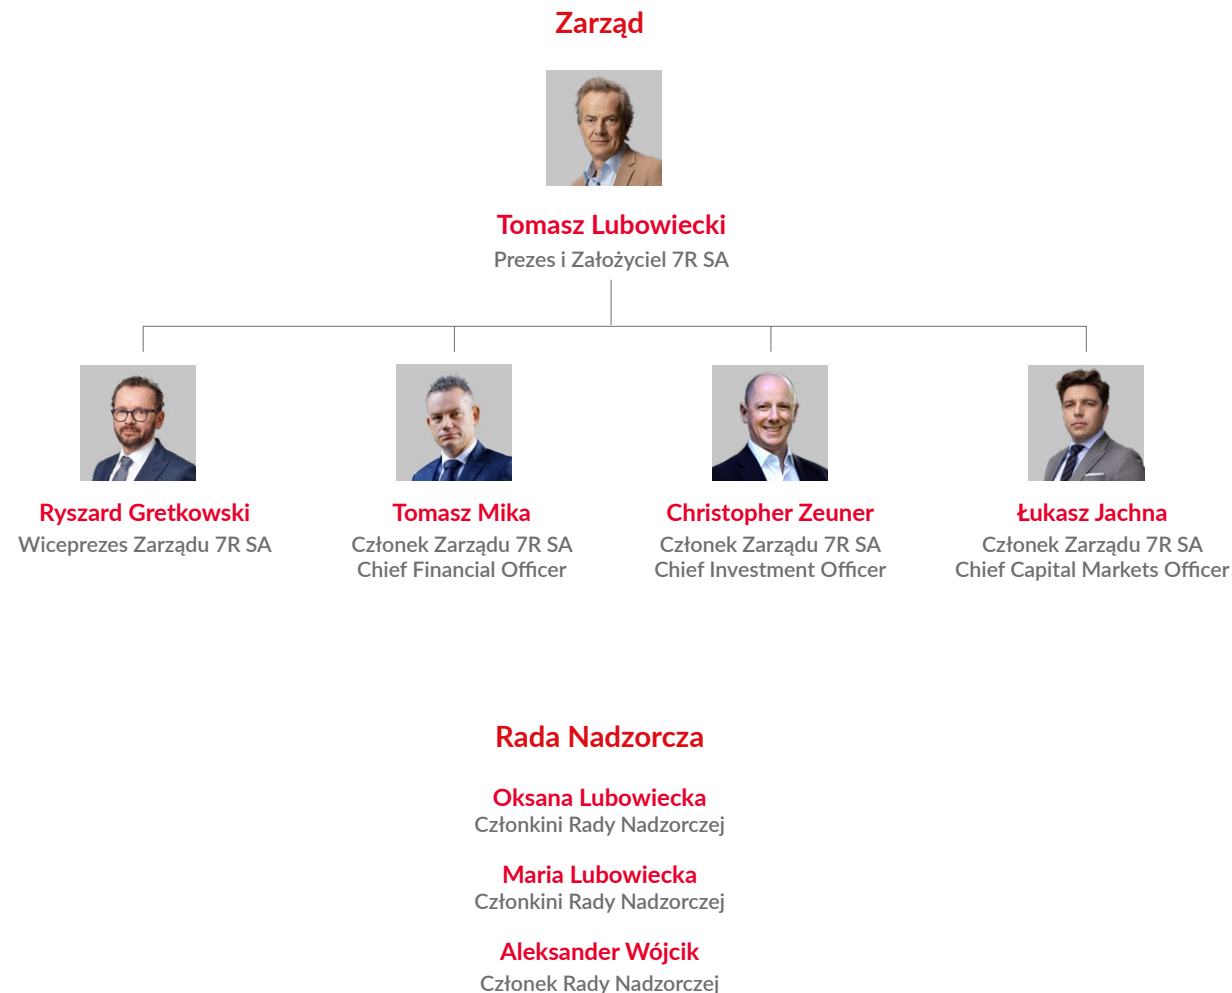 Zarząd
Tomasz Lubowiecki
Prezes i Założyciel 7R SA
Ryszard Gretkowski
Wiceprezes Zarządu 7R SA
Tomasz Mika
Członek Zarządu 7R SA
Chief Financial Officer
Christopher Zeuner
Członek Zarządu 7R SA
Chief Investment Officer
Łukasz Jachna
Członek Zarządu 7R SA
Chief Capital Markets Officer
Rada Nadzorcza
Oksana Lubowiecka
Członkini Rady Nadzorczej
Maria Lubowiecka
Członkini Rady Nadzorczej
Aleksander Wójcik
Członek Rady Nadzorczej